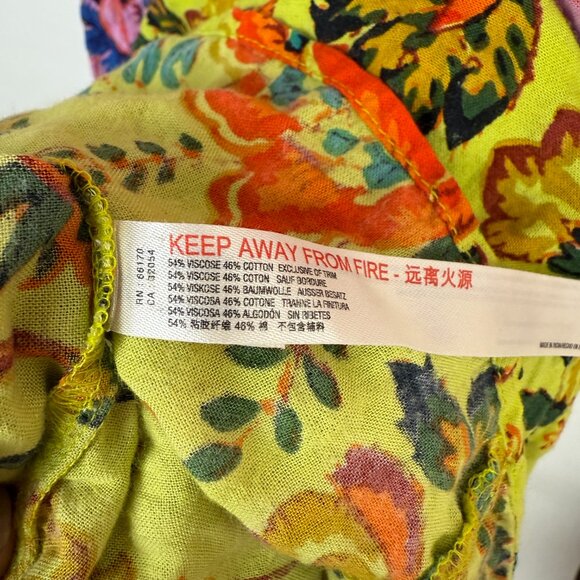 RN : 66170
CA : 32054
KEEP AWAY FROM FIRE - 远离火源
54% VISCOSE 46% COTTON EXCLUSIVE OF TRIM
54% VISCOSE 46% COTON SAUF BORDURE
54% VISKOSE 46% BAUMWOLLE AUSSER BESATZ
54% VISCOSA 46% COTONE TRANNE LA FINITURA
54% VISCOSA 46% ALGODÓN SIN RIBETES
54% 粘胶纤维 46% 棉 不包含辅料
MADE IN